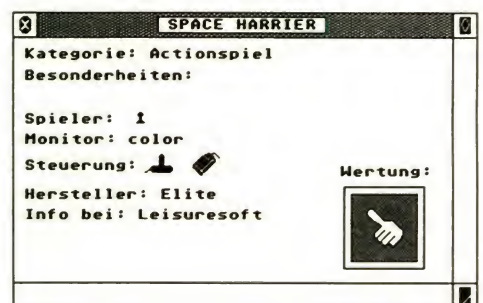 SPACE HARRIER
Kategorie: Actionspiel
Besonderheiten:
Spieler: 1
Monitor: color
Steuerung:
Wertung:
Hersteller: Elite
Info bei: Leisuresoft